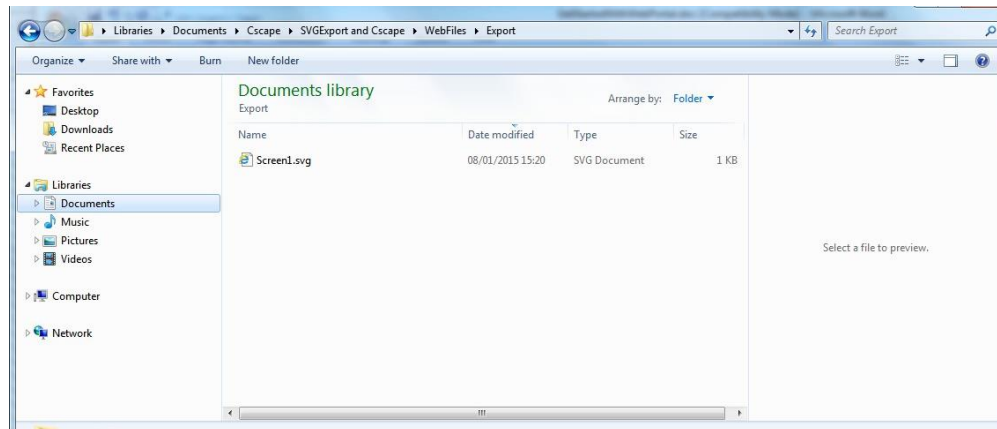 Libraries Documents Cscape SVGExport and Cscape WebFiles Export
Search Export
Organize Share with Burn New folder
Favorites
Desktop
Downloads
Recent Places
Libraries
Documents
Music
Pictures
Videos
Computer
Network
Documents library
Export
Arrange by: Folder
Name Date modified Type Size
Screen1.svg 08/01/2015 15:20 SVG Document 1 KB
Select a file to preview.